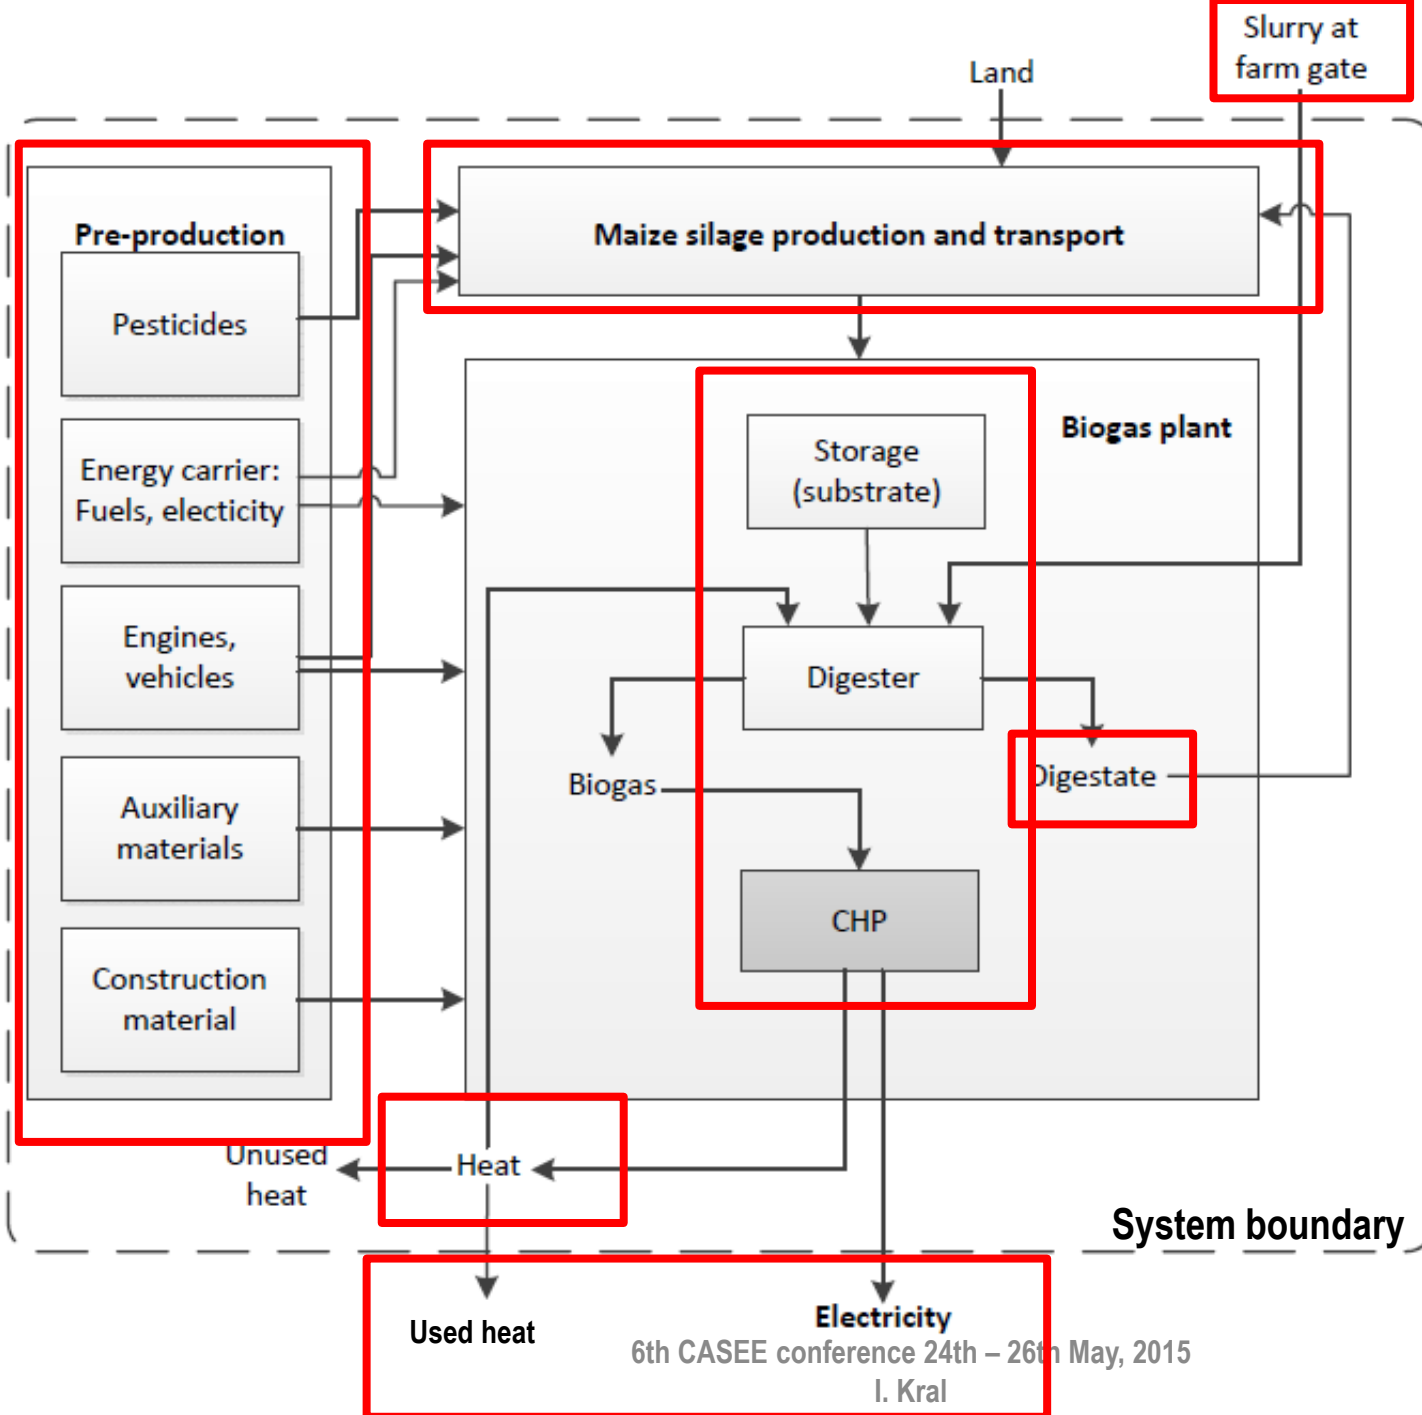 Slurry at
farm gate
Land
Pre-production
Maize silage production and transport
Pesticides
Energy carrier:
Fuels, electicity
Engines,
vehicles
Auxiliary
materials
Construction
material
Biogas plant
Storage
(substrate)
Digester
Biogas
Digestate
CHP
Unused
heat
Heat
System boundary
Used heat
Electricity
6th CASEE conference 24th – 26th May, 2015
I. Kral